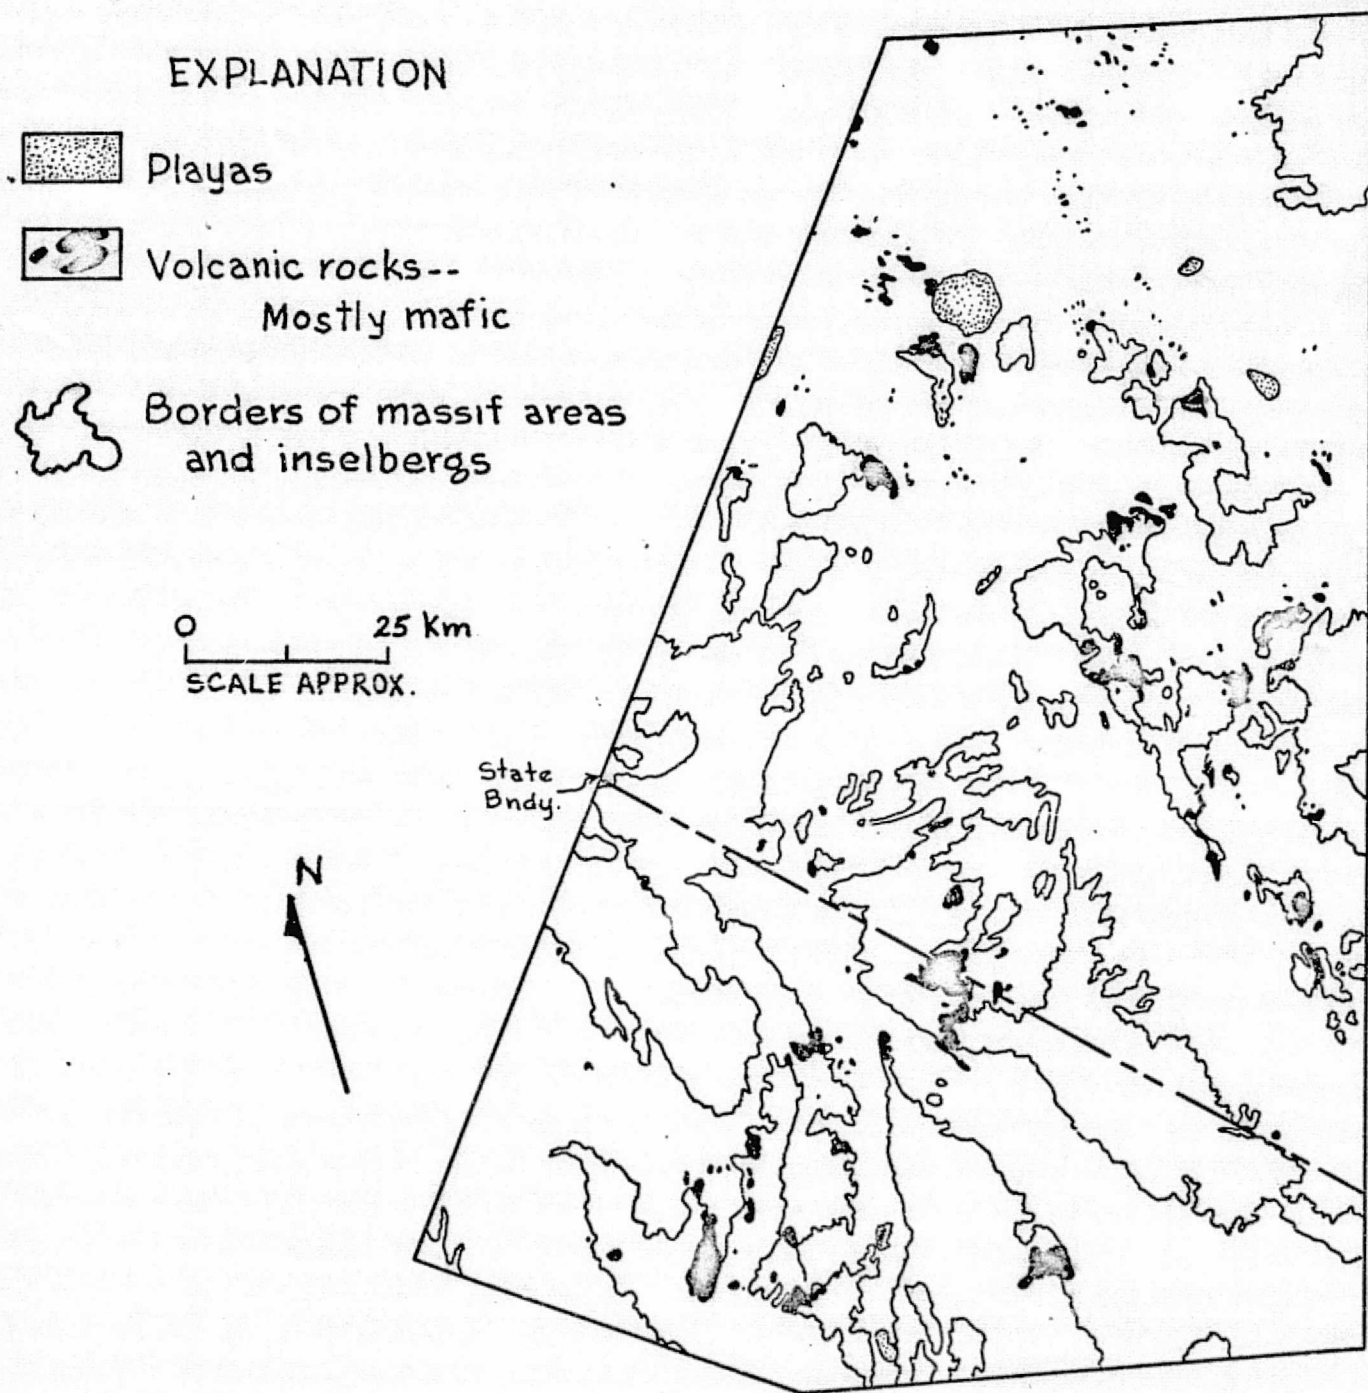 EXPLANATION
Playas
Volcanic rocks--
Mostly mafic
Borders of massif areas
and inselbergs
0 25 Km
SCALE APPROX.
State
Bndy.
N